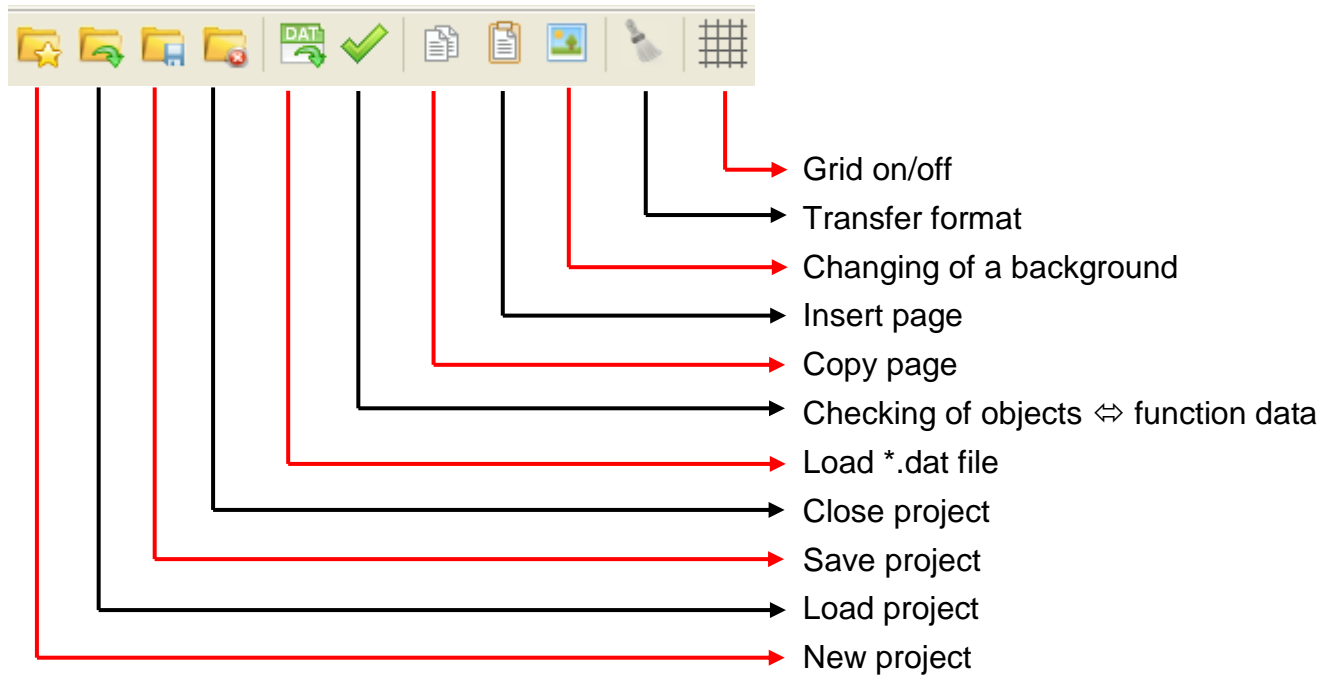 DAT
Grid on/off
Transfer format
Changing of a background
Insert page
Copy page
Checking of objects ⇔ function data
Load *.dat file
Close project
Save project
Load project
New project